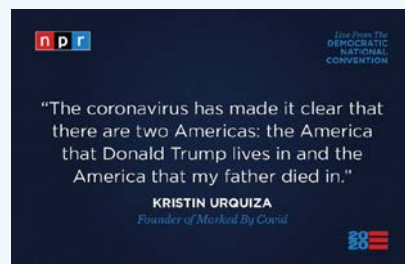 npr
Live From The
DEMOCRATIC
NATIONAL
CONVENTION
“The coronavirus has made it clear that
there are two Americas: the America
that Donald Trump lives in and the
America that my father died in.”
KRISTIN URQUIZA
Founder of Marked By Covid
20
20